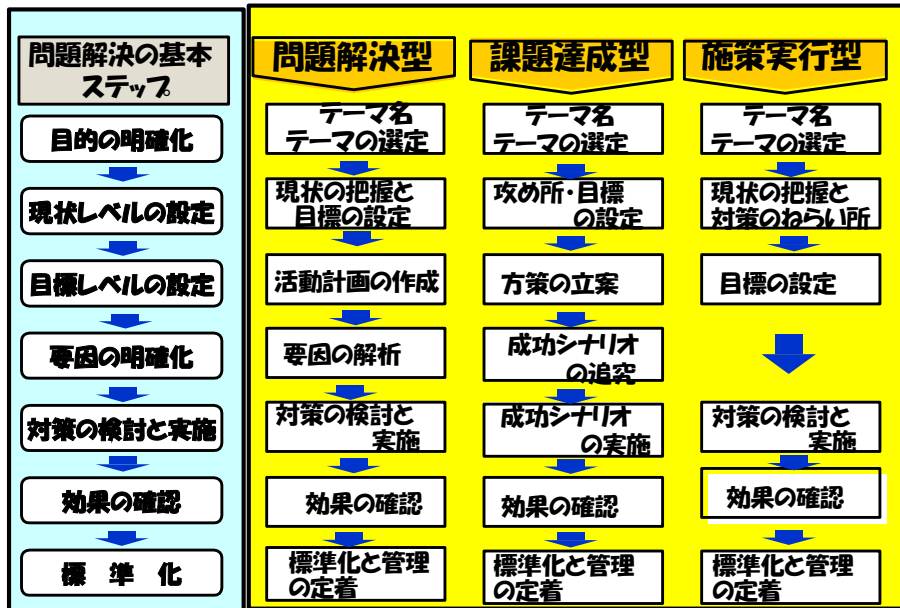 問題解決の基本
ステップ
目的の明確化
現状レベルの設定
目標レベルの設定
要因の明確化
対策の検討と実施
効果の確認
標 準 化
問題解決型
テーマ名
テーマの選定
現状の把握と
目標の設定
活動計画の作成
要因の解析
対策の検討と
実施
効果の確認
標準化と管理
の定着
課題達成型
テーマ名
テーマの選定
攻め所・目標
の設定
方策の立案
成功シナリオ
の追究
成功シナリオ
の実施
効果の確認
標準化と管理
の定着
施策実行型
テーマ名
テーマの選定
現状の把握と
対策のねらい所
目標の設定
対策の検討と
実施
効果の確認
標準化と管理
の定着